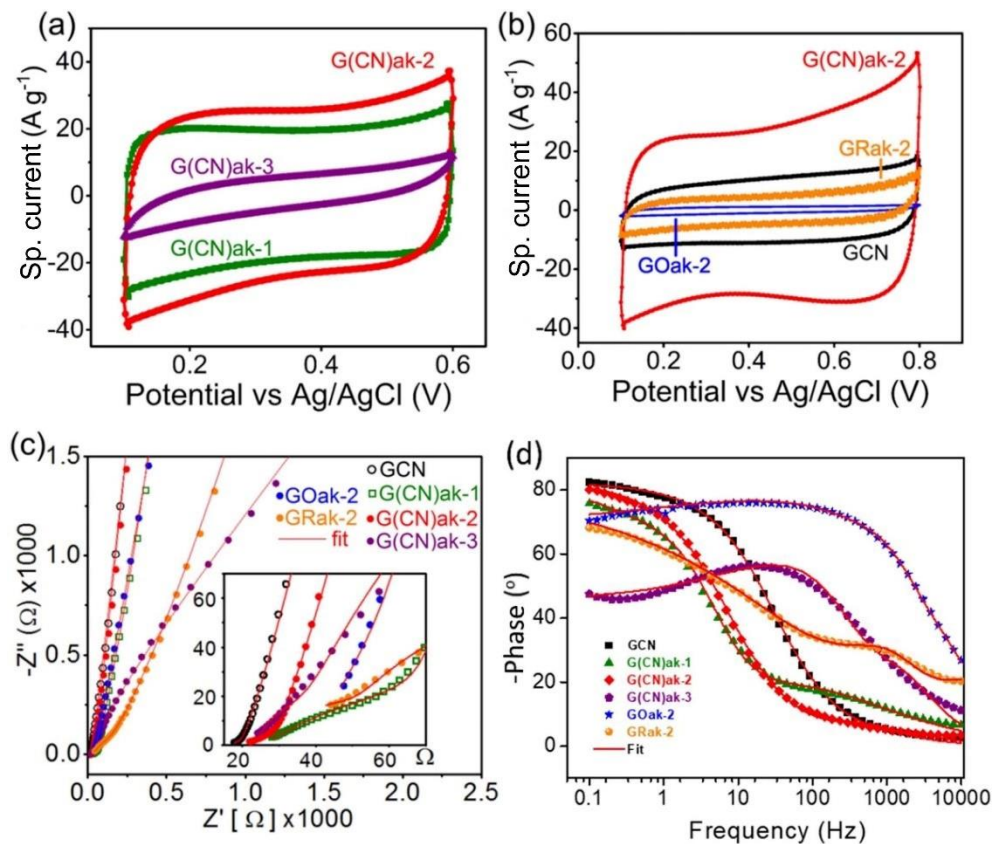 (a)
40
20
0
-20
-40
Sp. current (A g⁻¹)
G(CN)ak-2
G(CN)ak-3
G(CN)ak-1
0.2
0.4
0.6
Potential vs Ag/AgCl (V)
(b)
60
40
20
0
-20
-40
Sp. current (A g⁻¹)
G(CN)ak-2
GRak-2
GOak-2
GCN
0.0
0.2
0.4
0.6
0.8
Potential vs Ag/AgCl (V)
(c)
1.5
1.0
0.5
0.0
-Z" (Ω) x1000
GCN
GOak-2
G(CN)ak-1
GRak-2
G(CN)ak-2
fit
G(CN)ak-3
60
40
20
0
20
40
60
Ω
0.0
0.5
1.0
1.5
2.0
2.5
Z' [ Ω] x1000
(d)
80
60
40
20
0
-Phase (°)
GCN
G(CN)ak-1
G(CN)ak-2
G(CN)ak-3
GOak-2
GRak-2
Fit
0.1
1
10
100
1000
10000
Frequency (Hz)